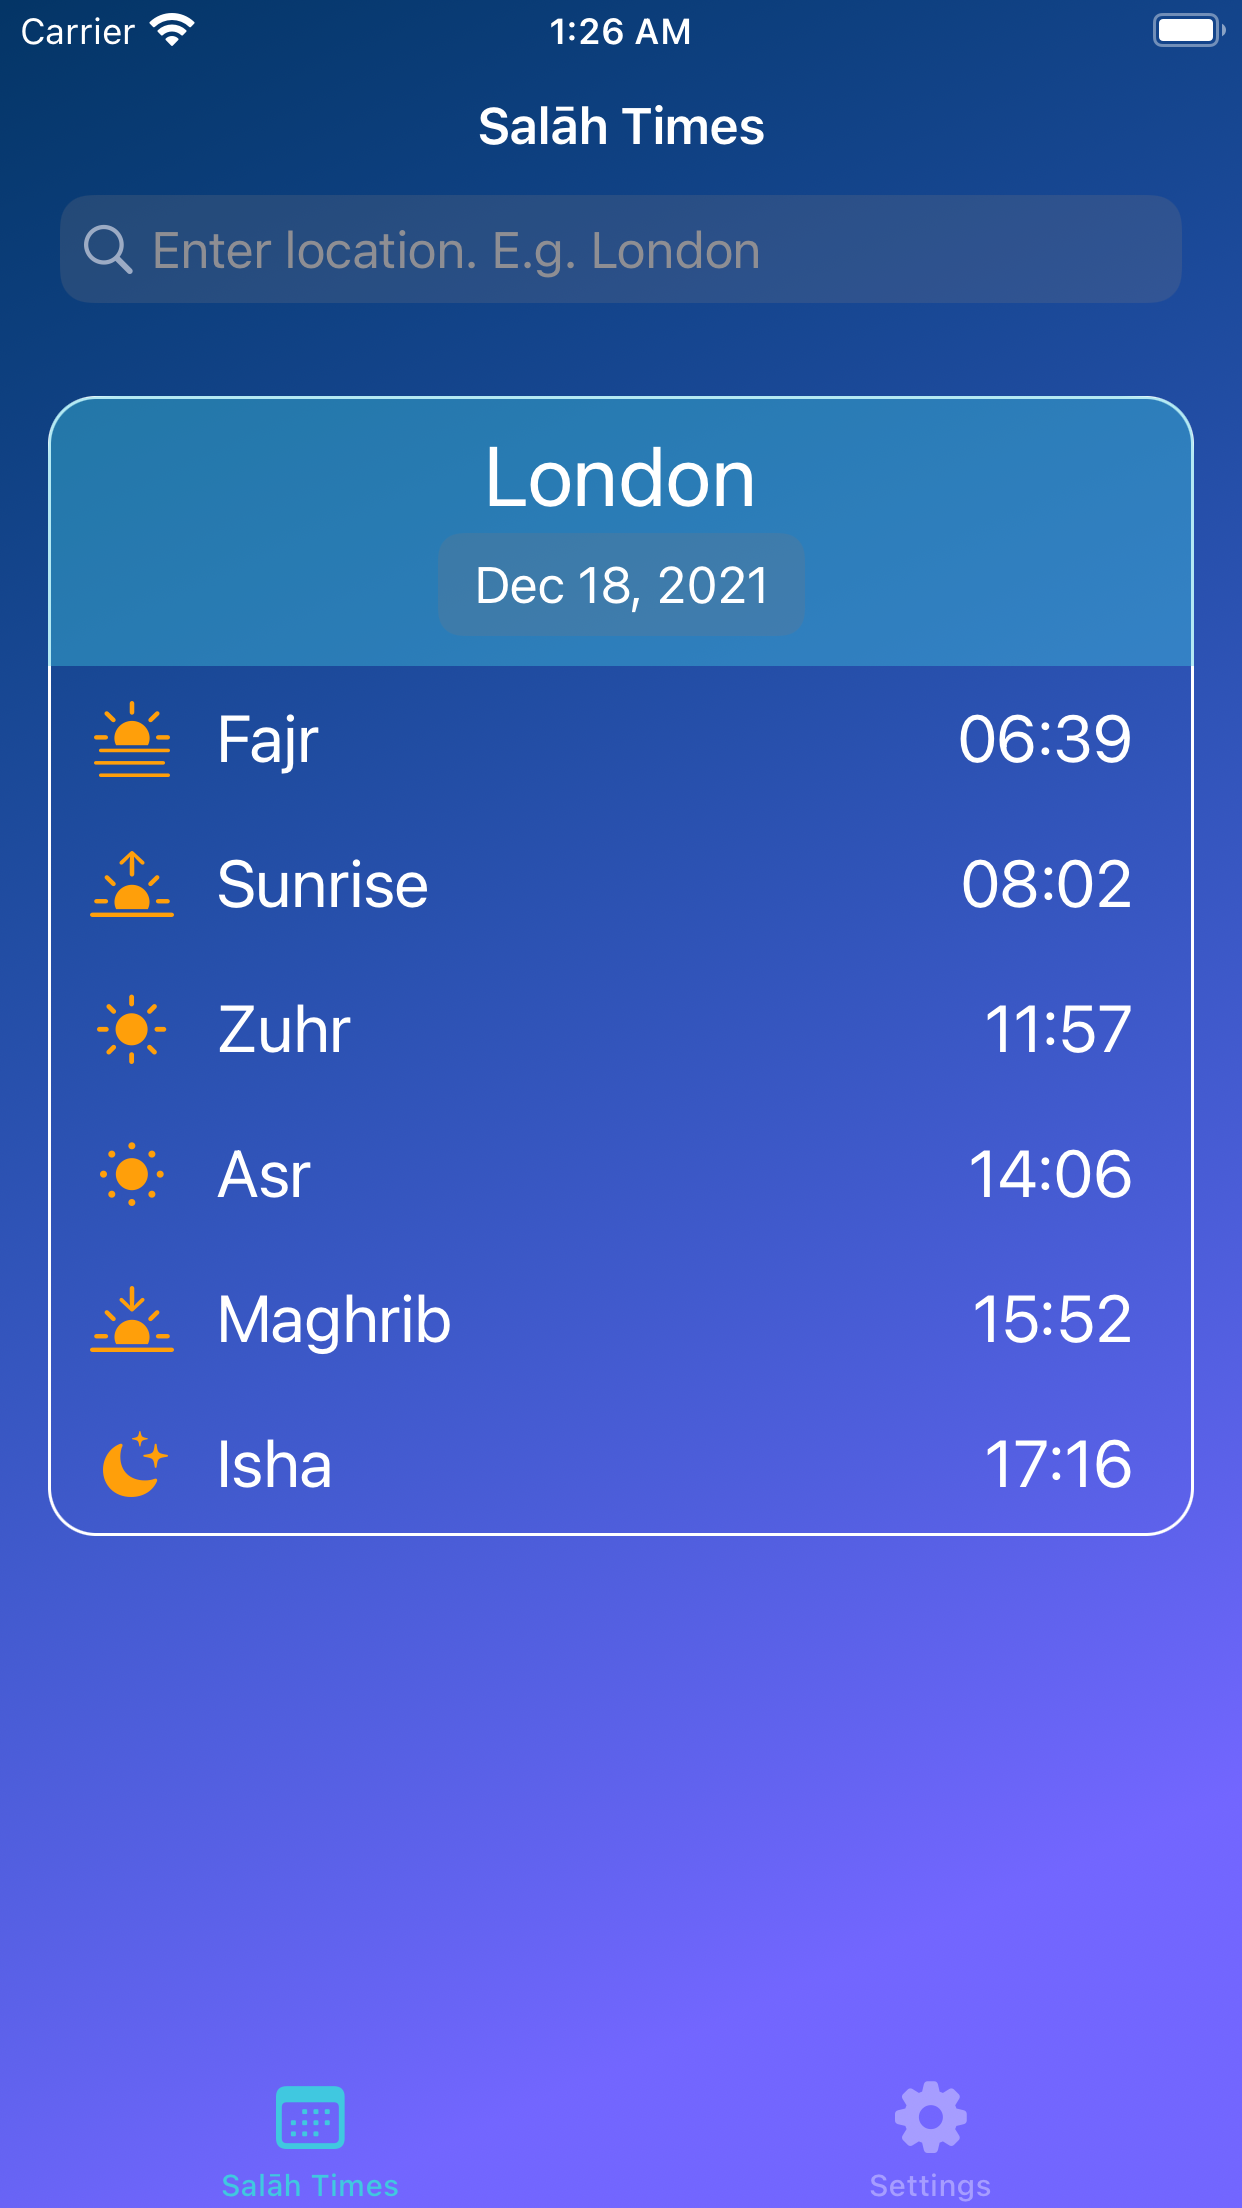 Carrier 1:26 AM
Salāh Times
Enter location. E.g. London
London
Dec 18, 2021
Fajr 06:39
Sunrise 08:02
Zuhr 11:57
Asr 14:06
Maghrib 15:52
Isha 17:16
Salāh Times Settings